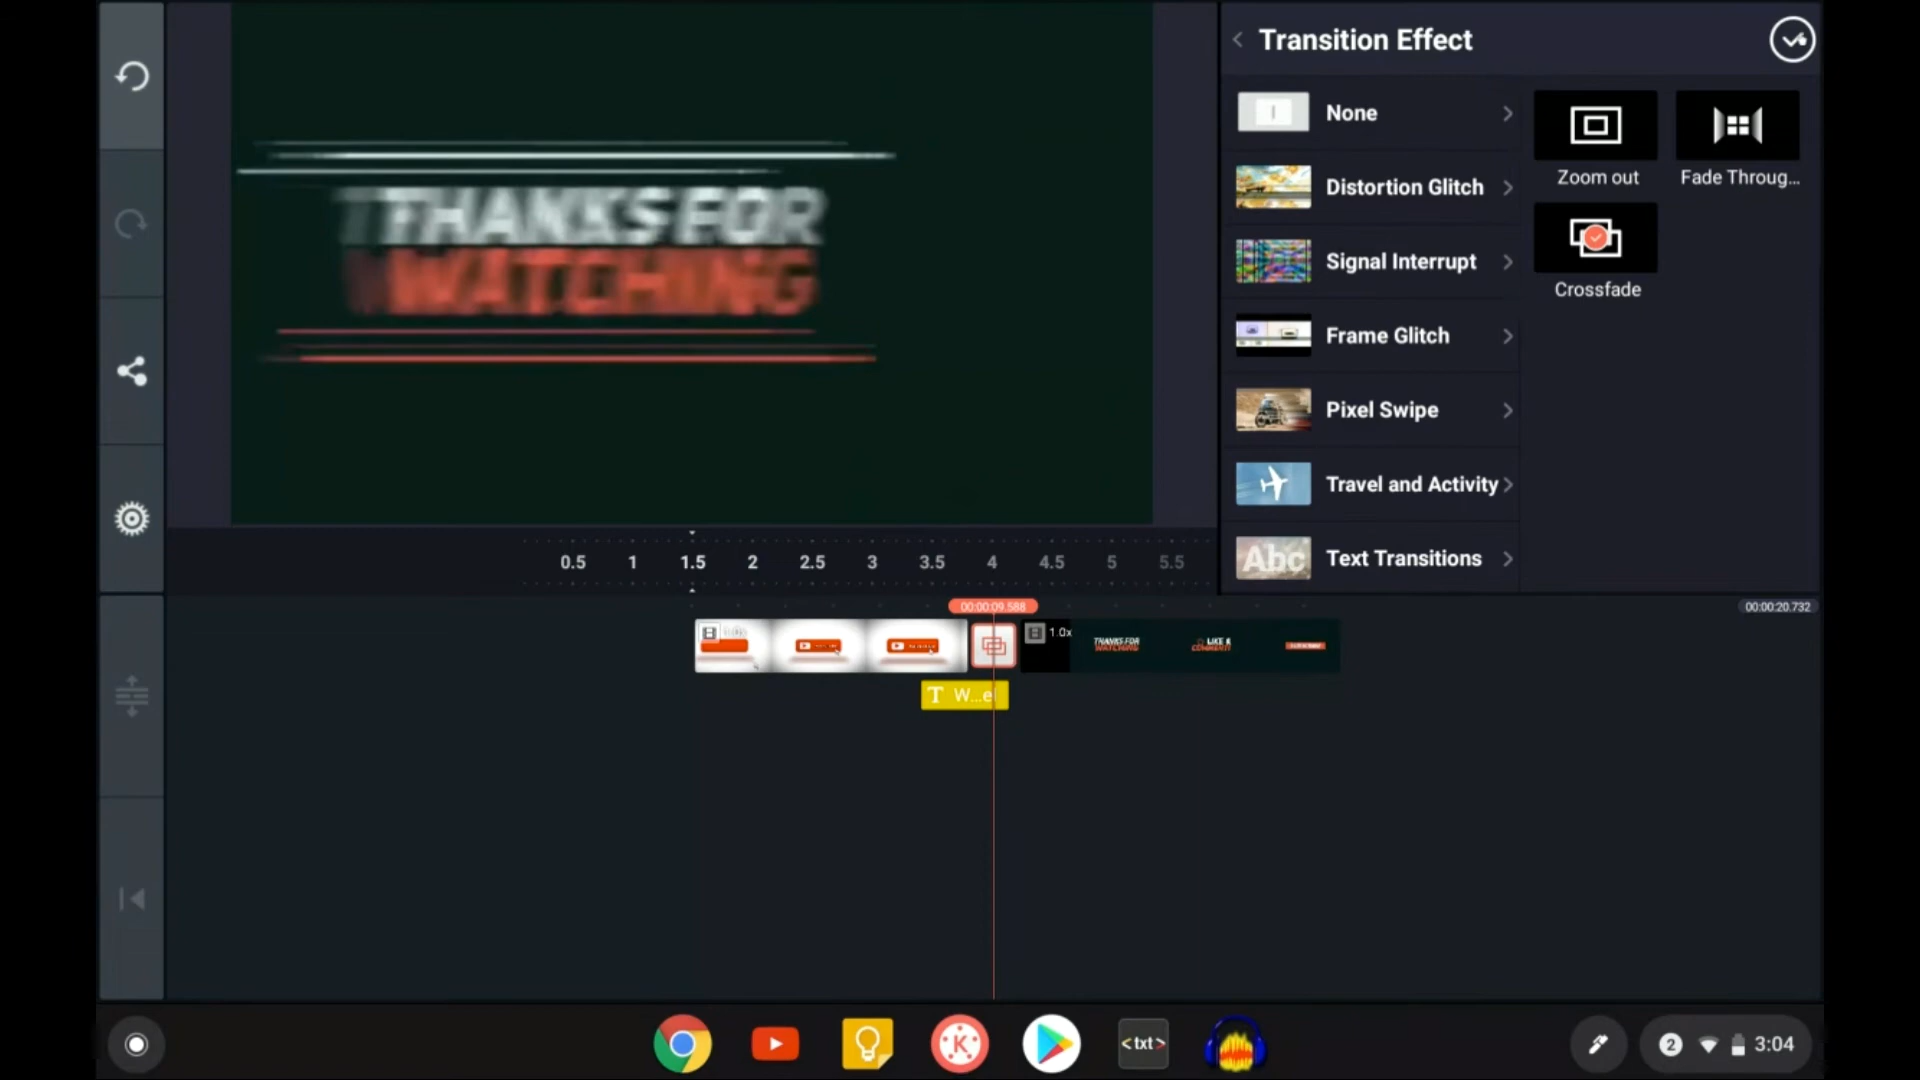 Transition Effect
None
Zoom out
Fade Throug...
Distortion Glitch
Signal Interrupt
Crossfade
Frame Glitch
Pixel Swipe
Travel and Activity
Abc
Text Transitions
THANKS FOR
WATCHING
0.5 1 1.5 2 2.5 3 3.5 4 4.5 5 5.5
00:00:09.588
00:00:20.732
1.0x
THANKS FOR
WATCHING
LIKE &
COMMENT
T W...e
K
<txt>
2
3:04